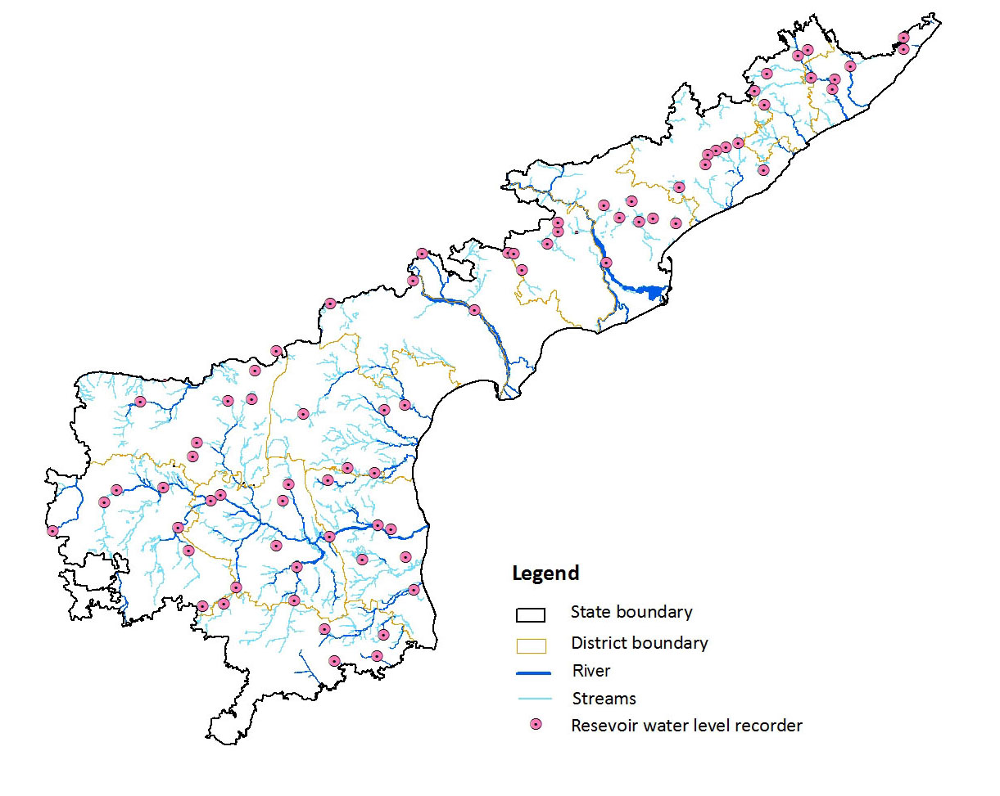 Legend
State boundary
District boundary
River
Streams
Resevoir water level recorder